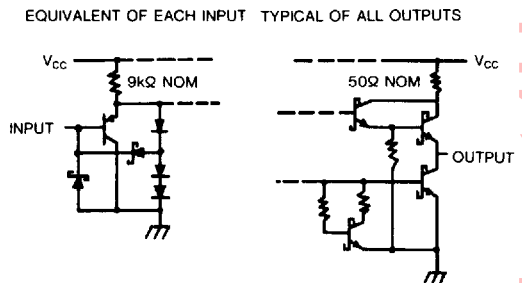 EQUIVALENT OF EACH INPUT
TYPICAL OF ALL OUTPUTS
VCC
9kΩ NOM
INPUT
50Ω NOM
VCC
OUTPUT